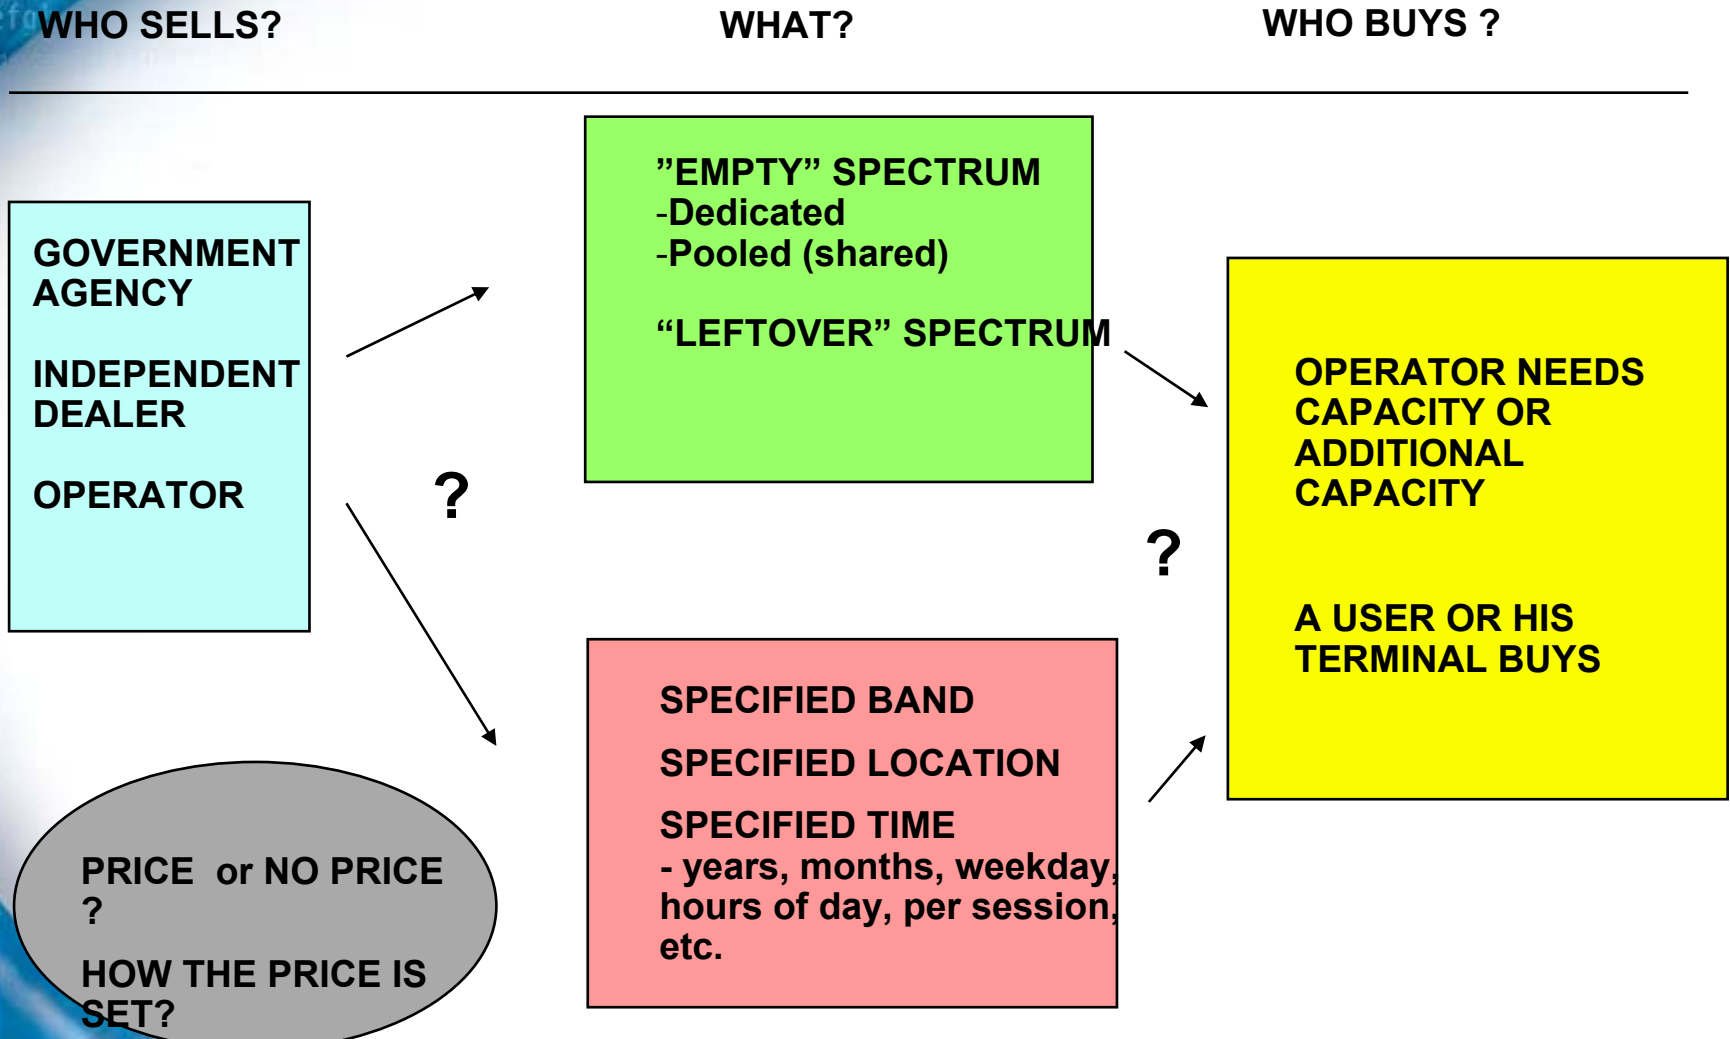 WHO SELLS?
WHAT?
WHO BUYS ?
GOVERNMENT
AGENCY
INDEPENDENT
DEALER
OPERATOR
?
”EMPTY” SPECTRUM
-Dedicated
-Pooled (shared)
“LEFTOVER” SPECTRUM
SPECIFIED BAND
SPECIFIED LOCATION
SPECIFIED TIME
- years, months, weekday,
hours of day, per session,
etc.
?
OPERATOR NEEDS
CAPACITY OR
ADDITIONAL
CAPACITY
A USER OR HIS
TERMINAL BUYS
PRICE or NO PRICE
?
HOW THE PRICE IS
SET?